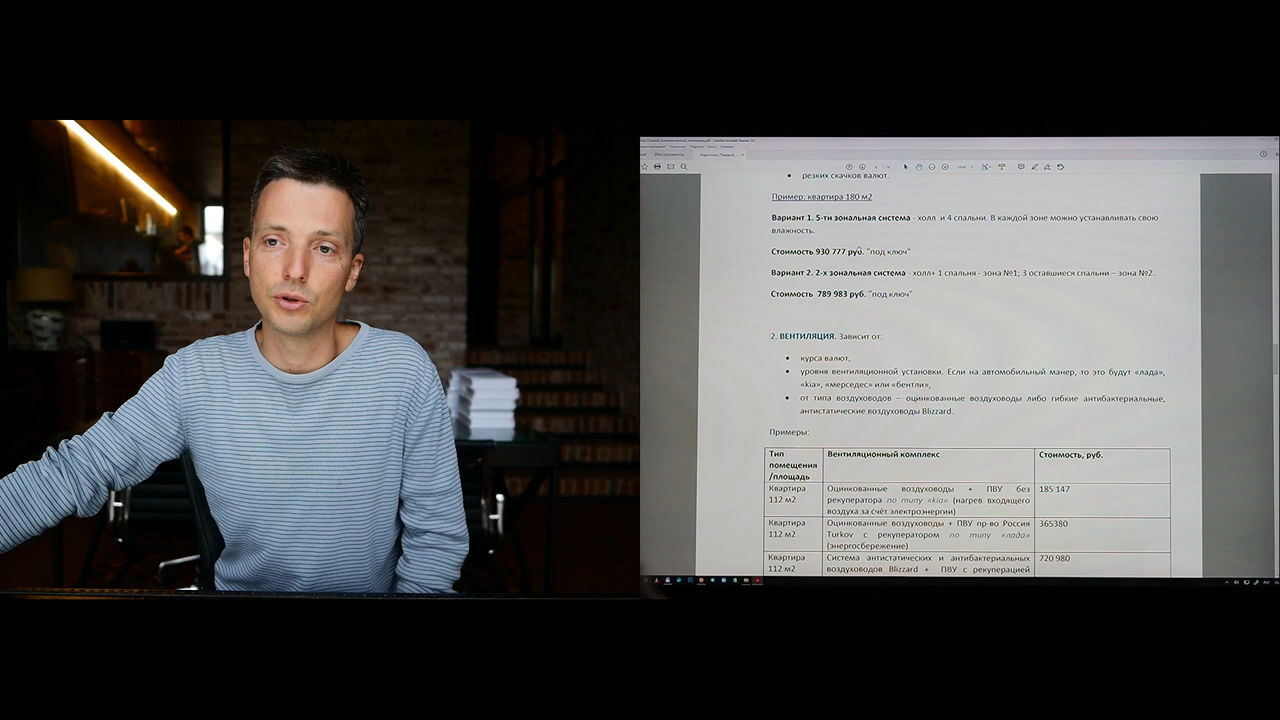 Инструменты
Карточка_Первой_...
резких скачков валют.
Пример: квартира 180 м2
Вариант 1. 5-ти зональная система - холл и 4 спальни. В каждой зоне можно устанавливать свою
влажность.
Стоимость 930 777 руб. "под ключ"
Вариант 2. 2-х зональная система – холл+ 1 спальня - зона №1; 3 оставшиеся спальни – зона №2.
Стоимость 789 983 руб. "под ключ"
2. ВЕНТИЛЯЦИЯ. Зависит от:
курса валют,
уровня вентиляционной установки. Если на автомобильный манер, то это будут «лада»,
«kia», «мерседес» или «бентли»,
от типа воздуховодов – оцинкованные воздуховоды либо гибкие антибактериальные,
антистатические воздуховоды Blizzard.
Примеры:
Тип
помещения
/площадь
Вентиляционный комплекс
Стоимость, руб.
Квартира
112 м2
Оцинкованные воздуховоды + ПВУ без
рекуператора по типу «kia» (нагрев входящего
воздуха за счёт электроэнергии)
185 147
Квартира
112 м2
Оцинкованные воздуховоды + ПВУ пр-во Россия
Turkov с рекуператором по типу «лада»
(энергосбережение)
365380
Квартира
112 м2
Система антистатических и антибактериальных
воздуховодов Blizzard + ПВУ с рекуперацией
720 980